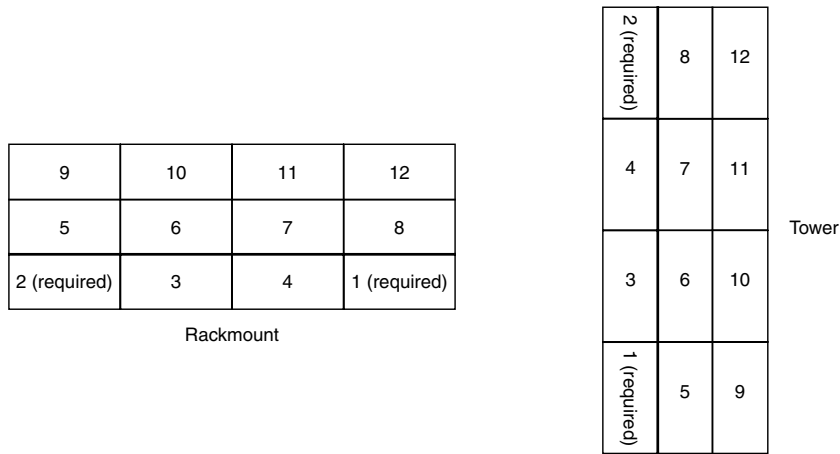 9 10 11 12
5 6 7 8
2 (required) 3 4 1 (required)
Rackmount
2 (required) 8 12
4 7 11
3 6 10
1 (required) 5 9
Tower